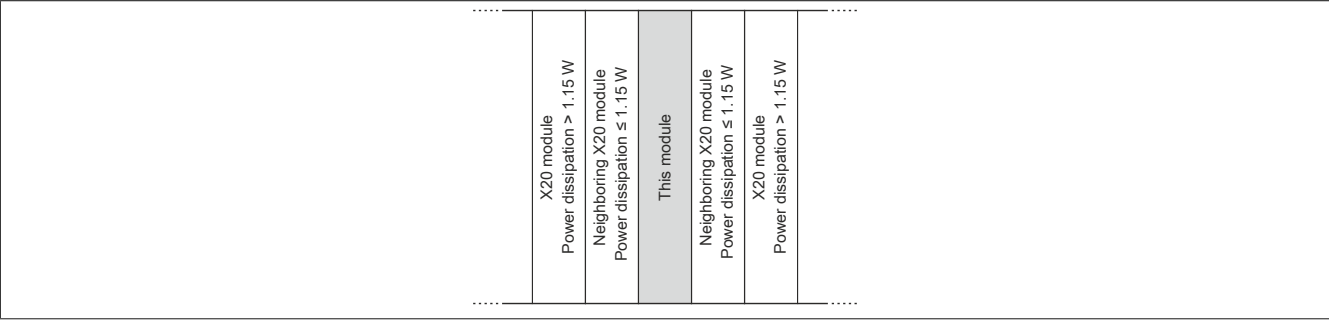 X20 module
Power dissipation > 1.15 W
Neighboring X20 module
Power dissipation ≤ 1.15 W
This module
Neighboring X20 module
Power dissipation ≤ 1.15 W
X20 module
Power dissipation > 1.15 W